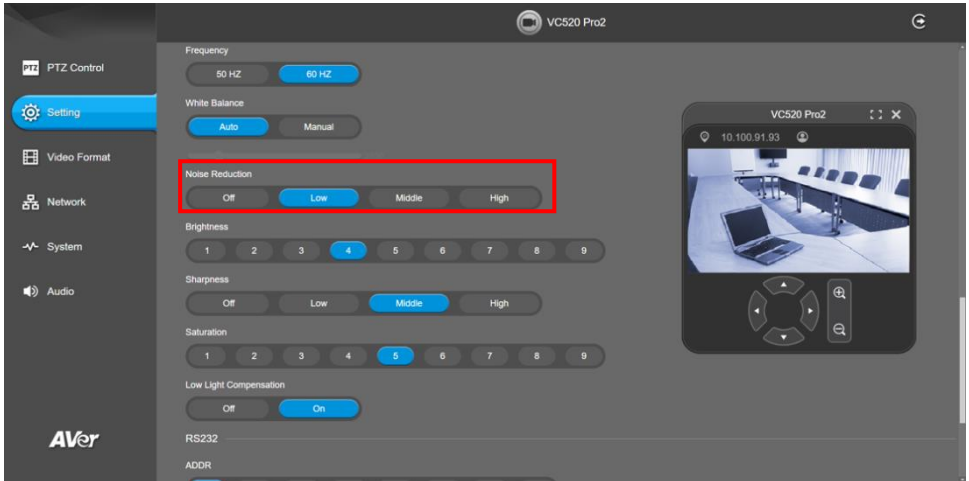 VC520 Pro2
PTZ PTZ Control
Setting
Video Format
Network
System
Audio
AVer
Frequency
50 HZ 60 HZ
White Balance
Auto Manual
Noise Reduction
Off Low Middle High
Brightness
1 2 3 4 5 6 7 8 9
Sharpness
Off Low Middle High
Saturation
1 2 3 4 5 6 7 8 9
Low Light Compensation
Off On
RS232
ADDR
VC520 Pro2
10.100.91.93